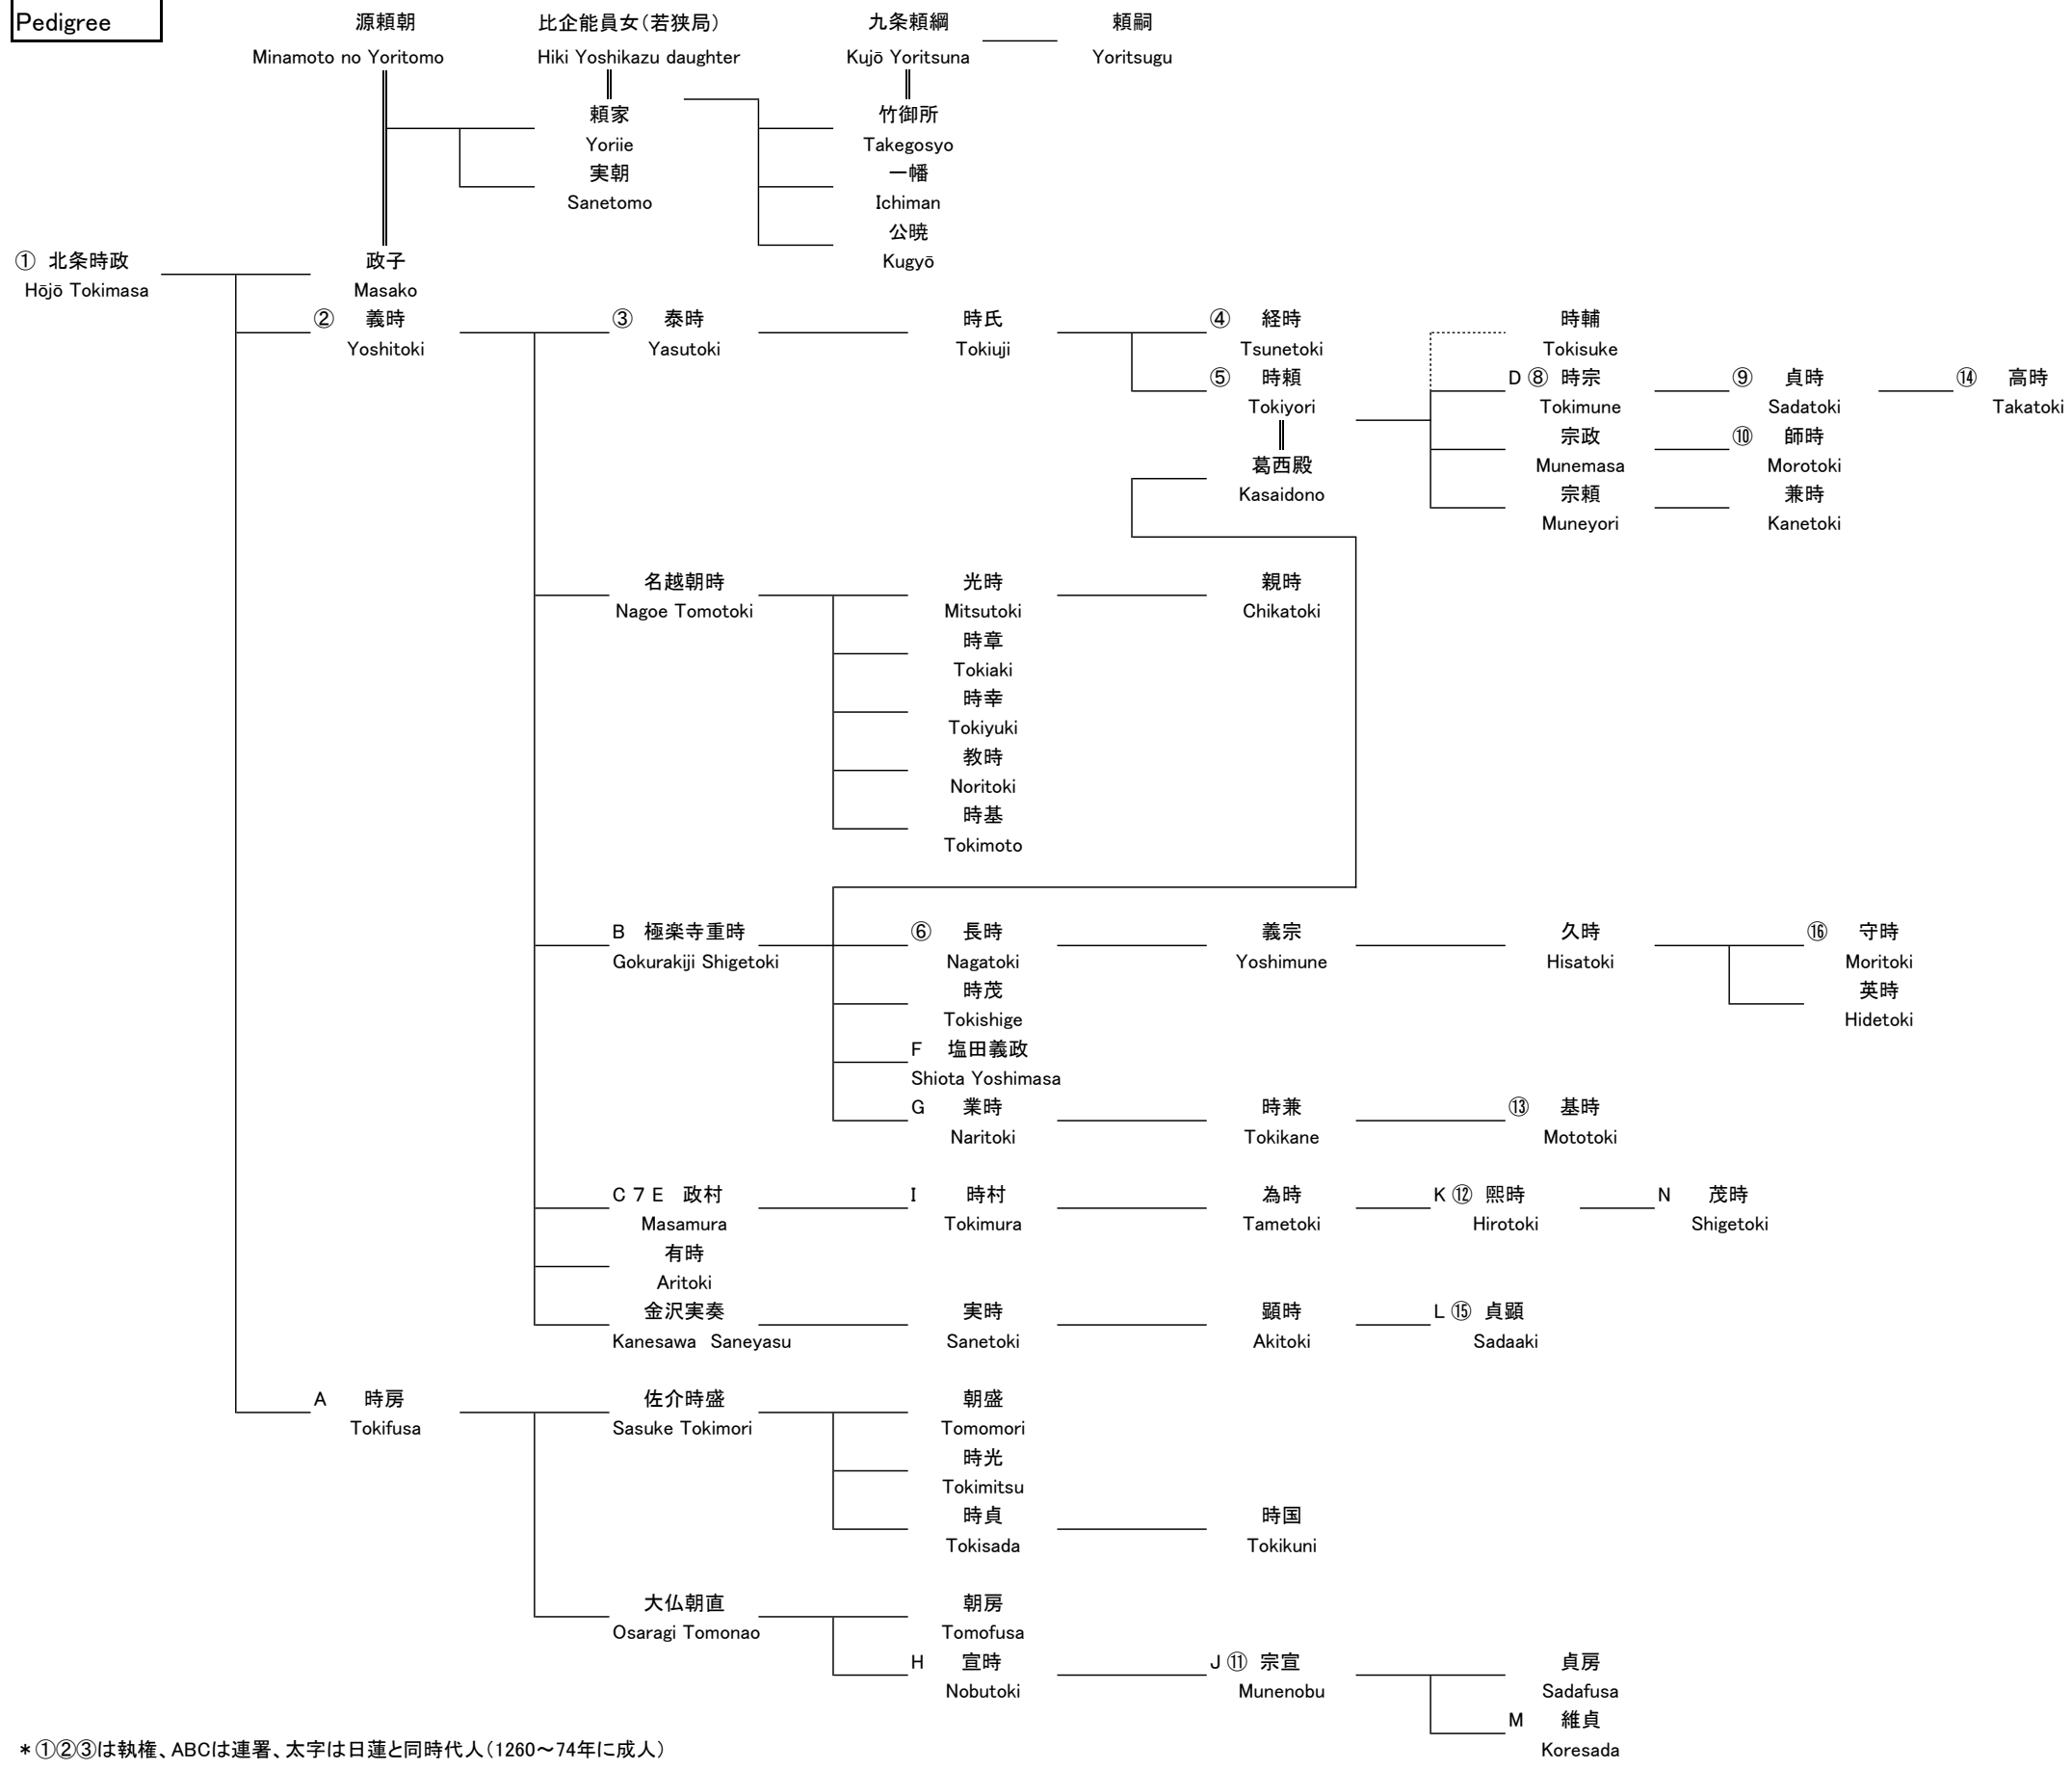 Pedigree
源頼朝 比企能員女（若狭局） 九条頼綱 頼嗣
Minamoto no Yoritomo Hiki Yoshikazu daughter Kujō Yoritsuna Yoritsugu
頼家 竹御所
Yoriie Takegosyo
実朝 一幡
Sanetomo Ichiman
公暁
Kugyō
① 北条時政 政子
Hōjō Tokimasa Masako
② 義時 ③ 泰時 時氏 ④ 経時 時輔
Yoshitoki Yasutoki Tokiuji Tsunetoki Tokisuke
⑤ 時頼 D ⑧ 時宗 ⑨ 貞時 ⑭ 高時
Tokiyori Tokimune Sadatoki Takatoki
宗政 ⑩ 師時
葛西殿 Munemasa Morotoki
Kasaidono 宗頼 兼時
Muneyori Kanetoki
名越朝時 光時 親時
Nagoe Tomotoki Mitsutoki Chikatoki
時章
Tokiaki
時幸
Tokiyuki
教時
Noritoki
時基
Tokimoto
B 極楽寺重時 ⑥ 長時 義宗 久時 ⑯ 守時
Gokurakiji Shigetoki Nagatoki Yoshimune Hisatoki Moritoki
時茂 英時
Tokishige Hidetoki
F 塩田義政
Shiota Yoshimasa
G 業時 時兼 ⑬ 基時
Naritoki Tokikane Mototoki
C 7 E 政村 I 時村 為時 K ⑫ 煕時 N 茂時
Masamura Tokimura Tametoki Hirotoki Shigetoki
有時
Aritoki
金沢実奏 実時 顕時 L ⑮ 貞顕
Kanesawa Saneyasu Sanetoki Akitoki Sadaaki
A 時房 佐介時盛 朝盛
Tokifusa Sasuke Tokimori Tomomori
時光
Tokimitsu
時貞 時国
Tokisada Tokikuni
大仏朝直 朝房
Osaragi Tomonao Tomofusa
H 宣時 J ⑪ 宗宣 貞房
Nobutoki Munenobu Sadafusa
M 維貞
Koresada
＊①②③は執権、ABCは連署、太字は日蓮と同時代人（1260～74年に成人）